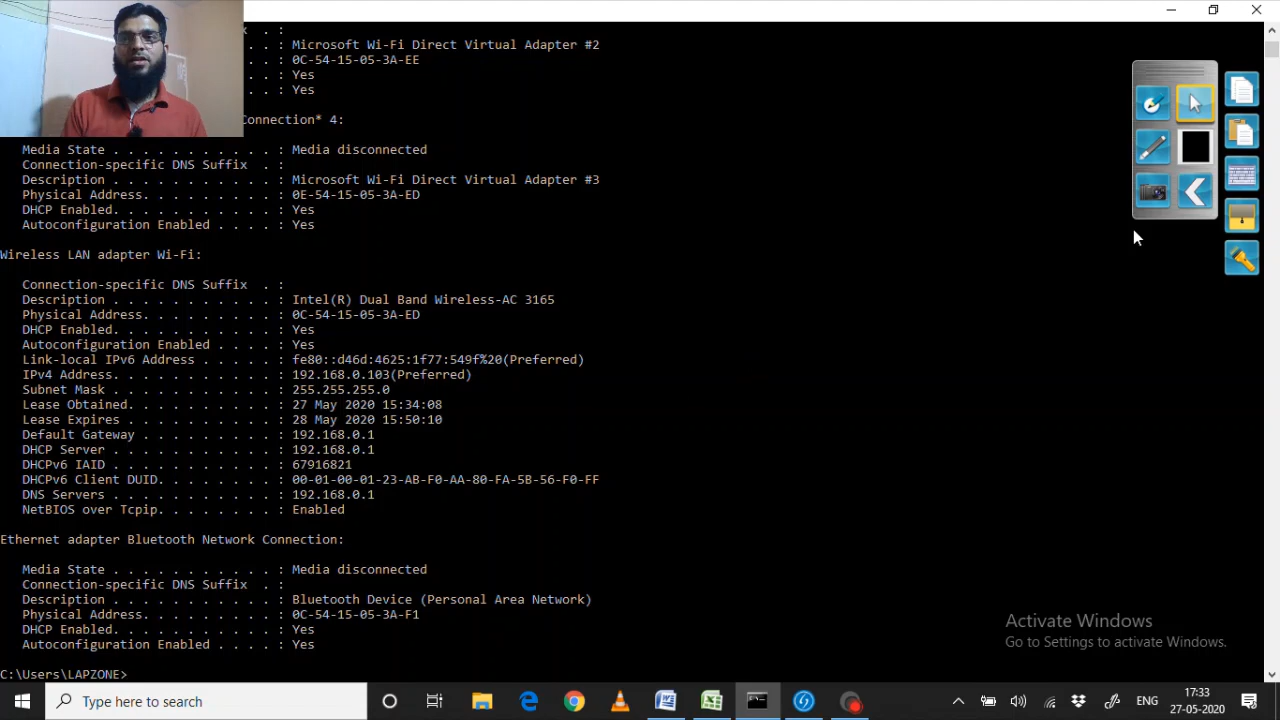 x . :
. : Microsoft Wi-Fi Direct Virtual Adapter #2
. : 0C-54-15-05-3A-EE
. : Yes
. : Yes
Connection* 4:
Media State . . . . . . . . . . . : Media disconnected
Connection-specific DNS Suffix . :
Description . . . . . . . . . . . : Microsoft Wi-Fi Direct Virtual Adapter #3
Physical Address. . . . . . . . . : 0E-54-15-05-3A-ED
DHCP Enabled. . . . . . . . . . . : Yes
Autoconfiguration Enabled . . . . : Yes
Wireless LAN adapter Wi-Fi:
Connection-specific DNS Suffix . :
Description . . . . . . . . . . . : Intel(R) Dual Band Wireless-AC 3165
Physical Address. . . . . . . . . : 0C-54-15-05-3A-ED
DHCP Enabled. . . . . . . . . . . : Yes
Autoconfiguration Enabled . . . . : Yes
Link-local IPv6 Address . . . . . : fe80::d46d:4625:1f77:549f%20(Preferred)
IPv4 Address. . . . . . . . . . . : 192.168.0.103(Preferred)
Subnet Mask . . . . . . . . . . . : 255.255.255.0
Lease Obtained. . . . . . . . . . : 27 May 2020 15:34:08
Lease Expires . . . . . . . . . . : 28 May 2020 15:50:10
Default Gateway . . . . . . . . . : 192.168.0.1
DHCP Server . . . . . . . . . . . : 192.168.0.1
DHCPv6 IAID . . . . . . . . . . . : 67916821
DHCPv6 Client DUID. . . . . . . . : 00-01-00-01-23-AB-F0-AA-80-FA-5B-56-F0-FF
DNS Servers . . . . . . . . . . . : 192.168.0.1
NetBIOS over Tcpip. . . . . . . . : Enabled
Ethernet adapter Bluetooth Network Connection:
Media State . . . . . . . . . . . : Media disconnected
Connection-specific DNS Suffix . :
Description . . . . . . . . . . . : Bluetooth Device (Personal Area Network)
Physical Address. . . . . . . . . : 0C-54-15-05-3A-F1
DHCP Enabled. . . . . . . . . . . : Yes
Autoconfiguration Enabled . . . . : Yes
C:\Users\LAPZONE>
Activate Windows
Go to Settings to activate Windows.
Type here to search
ENG
17:33
27-05-2020